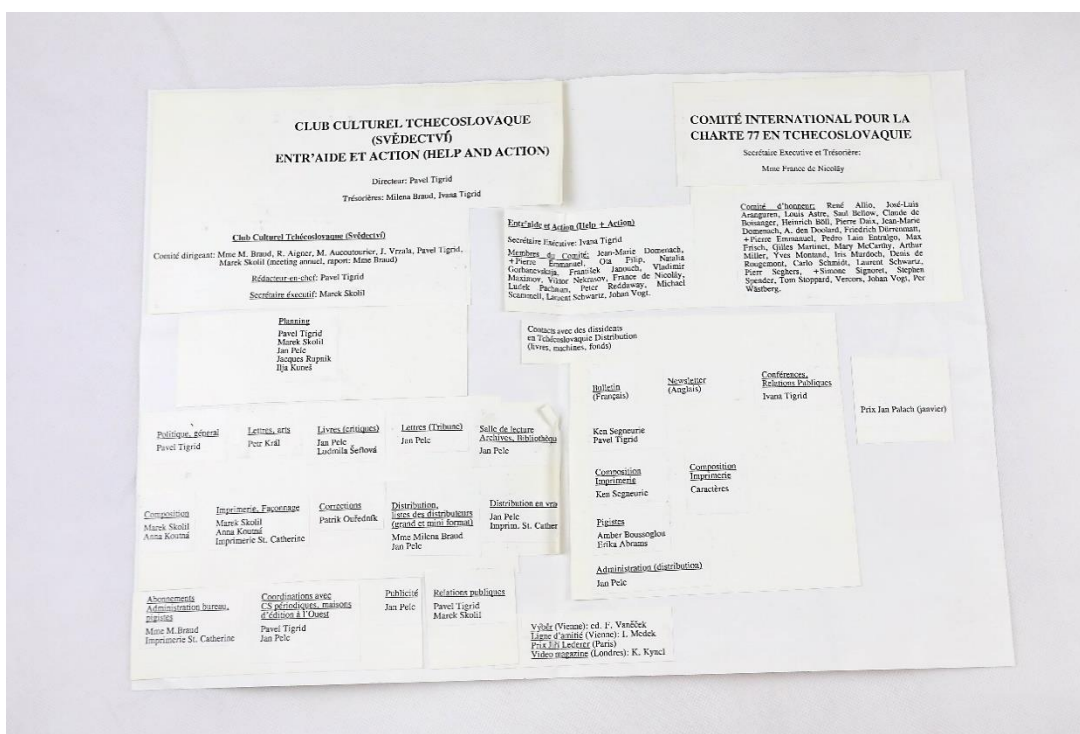 CLUB CULTUREL TCHECOSLOVAQUE
(SVĚDECTVÍ)
ENTR'AIDE ET ACTION (HELP AND ACTION)
Directeur: Pavel Tigrid
Trésorières: Milena Braud, Ivana Tigrid
Club Culturel Tchécoslovaque (Svědectví)
Comité dirigeant: Mme M. Braud, R. Aigner, M. Aucoutourier, J. Vrzala, Pavel Tigrid,
Marek Skolil (meeting annual, raport: Mme Braud)
Rédacteur-en-chef: Pavel Tigrid
Secrétaire éxecutif: Marek Skolil
Planning
Pavel Tigrid
Marek Skolil
Jan Pelc
Jacques Rupnik
Ilja Kuneš
Politique, géneral
Pavel Tigrid
Lettres, arts
Petr Král
Livres (critiques)
Jan Pelc
Ludmila Šeflová
Lettres (Tribune)
Jan Pelc
Salle de lecture
Archives, Bibliothèqu
Jan Pelc
Composition
Marek Skolil
Anna Koutná
Imprimerie, Façonnage
Marek Skolil
Anna Koutná
Imprimerie St. Catherine
Corrections
Patrik Ouředník
Distribution,
listes des distributeurs
(grand et mini format)
Mme Milena Braud
Jan Pelc
Distribution en vra
Jan Pelc
Imprim. St. Cather
Abonnements
Administration bureau,
pigistes
Mme M.Braud
Imprimerie St. Catherine
Coordinations avec
CS périodiques, maisons
d'édition à l'Ouest
Pavel Tigrid
Jan Pelc
Publicité
Jan Pelc
Relations publiques
Pavel Tigrid
Marek Skolil
COMITÉ INTERNATIONAL POUR LA
CHARTE 77 EN TCHECOSLOVAQUIE
Secrétaire Executive et Trésorière:
Mme France de Nicoläy
Entr'aide et Action (Help + Action)
Secrétaire Exécutive: Ivana Tigrid
Members du Comité: Jean-Marie Domenach,
+Pierre Emmanuel, Ota Filip, Natalia
Gorbanevskaja, František Janouch, Vladimir
Maximov, Viktor Nekrasov, France de Nicoläy,
Luděk Pachman, Peter Reddaway, Michael
Scammell, Laurent Schwartz, Johan Vogt.
Comité d'honneur: René Allio, José-Luis
Aranguren, Louis Astre, Saul Bellow, Claude de
Boisanger, Heinrich Böll, Pierre Daix, Jean-Marie
Domenach, A. den Doolard, Friedrich Dürrenmatt,
+Pierre Emmanuel, Pedro Lain Entralgo, Max
Frisch, Gilles Martinet, Mary McCarthy, Arthur
Miller, Yves Montand, Iris Murdoch, Denis de
Rougemont, Carlo Schmidt, Laurent Schwartz,
Pierr Seghers, +Simone Signoret, Stephen
Spender, Tom Stoppard, Vercors, Johan Vogt, Per
Wästberg.
Contacts avec des dissidents
en Tchécoslovaquie Distribution
(livres, machines, fonds)
Bulletin
(Français)
Ken Segneurie
Pavel Tigrid
Newsletter
(Anglais)
Conférences,
Relations Publiques
Ivana Tigrid
Prix Jan Palach (janvier)
Composition
Imprimerie
Ken Segneurie
Composition
Imprimerie
Caractères
Pigistes
Amber Boussoglou
Erika Abrams
Administration (distribution)
Jan Pelc
Výběr (Vienne): ed. F. Vaněček
Ligne d'amitié (Vienne): I. Medek
Prix Jiří Lederer (Paris)
Video magazine (Londres): K. Kyncl